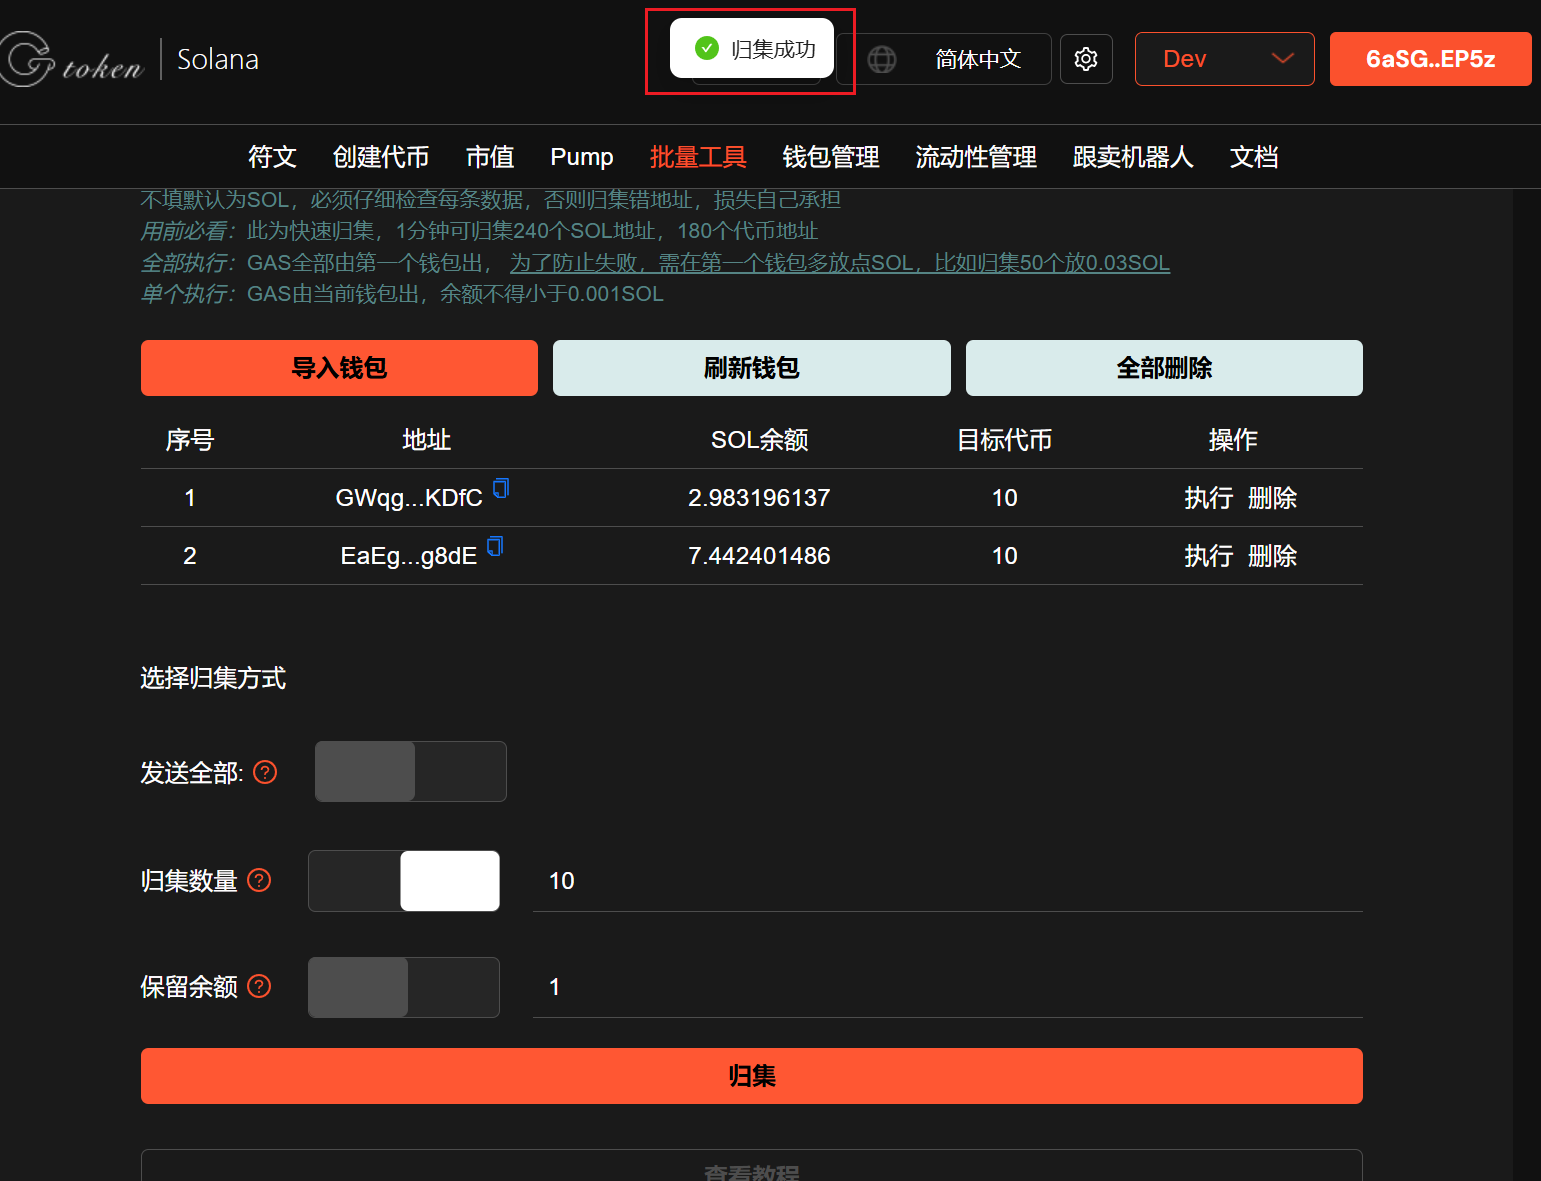 Gtoken | Solana
归集成功
简体中文
Dev
6aSG..EP5z
符文 创建代币 市值 Pump 批量工具 钱包管理 流动性管理 跟卖机器人 文档
不填默认为SOL，必须仔细检查每条数据，否则归集错地址，损失自己承担
用前必看：此为快速归集，1分钟可归集240个SOL地址，180个代币地址
全部执行：GAS全部由第一个钱包出， 为了防止失败，需在第一个钱包多放点SOL，比如归集50个放0.03SOL
单个执行：GAS由当前钱包出，余额不得小于0.001SOL
导入钱包 刷新钱包 全部删除
序号 地址 SOL余额 目标代币 操作
1 GWqg...KDfC 2.983196137 10 执行 删除
2 EaEg...g8dE 7.442401486 10 执行 删除
选择归集方式
发送全部:
归集数量 10
保留余额 1
归集
查看教程